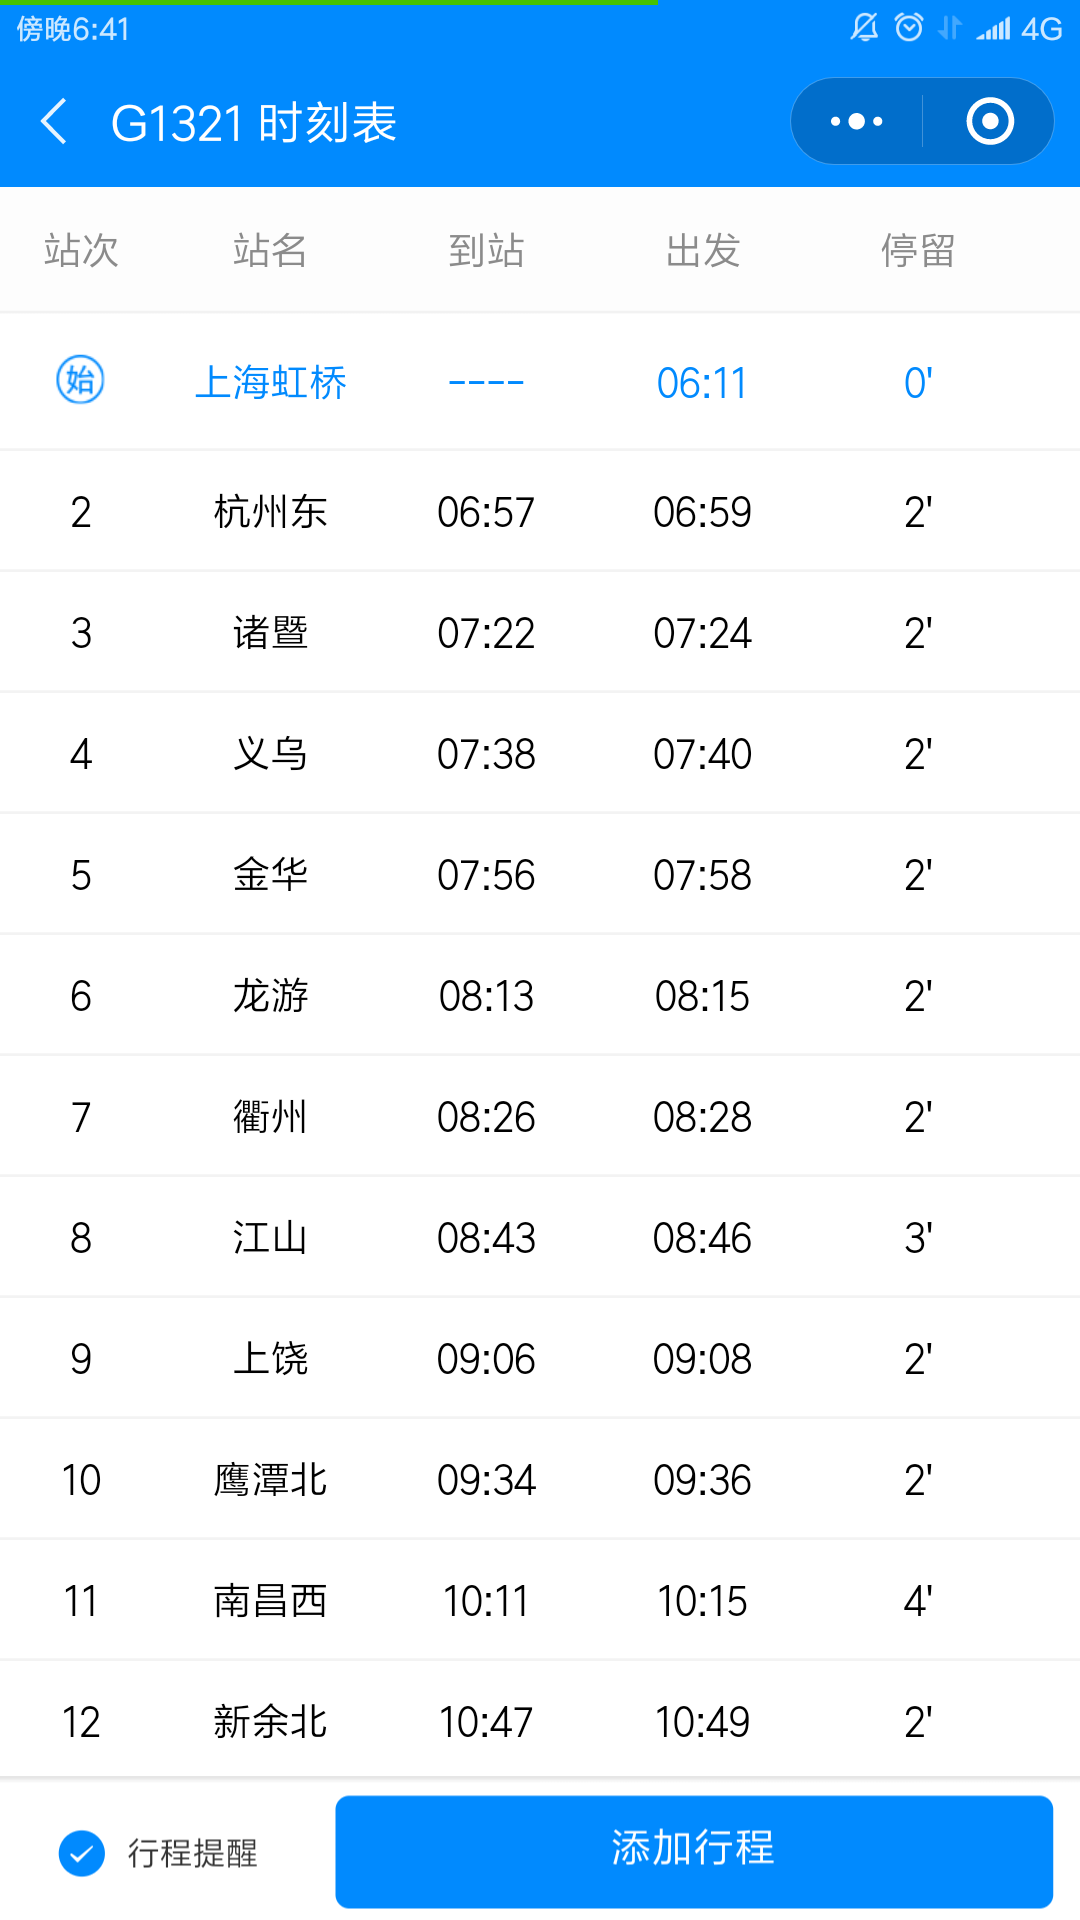 傍晚6:41 4G
G1321 时刻表
站次 站名 到站 出发 停留
始 上海虹桥 ---- 06:11 0'
2 杭州东 06:57 06:59 2'
3 诸暨 07:22 07:24 2'
4 义乌 07:38 07:40 2'
5 金华 07:56 07:58 2'
6 龙游 08:13 08:15 2'
7 衢州 08:26 08:28 2'
8 江山 08:43 08:46 3'
9 上饶 09:06 09:08 2'
10 鹰潭北 09:34 09:36 2'
11 南昌西 10:11 10:15 4'
12 新余北 10:47 10:49 2'
行程提醒 添加行程